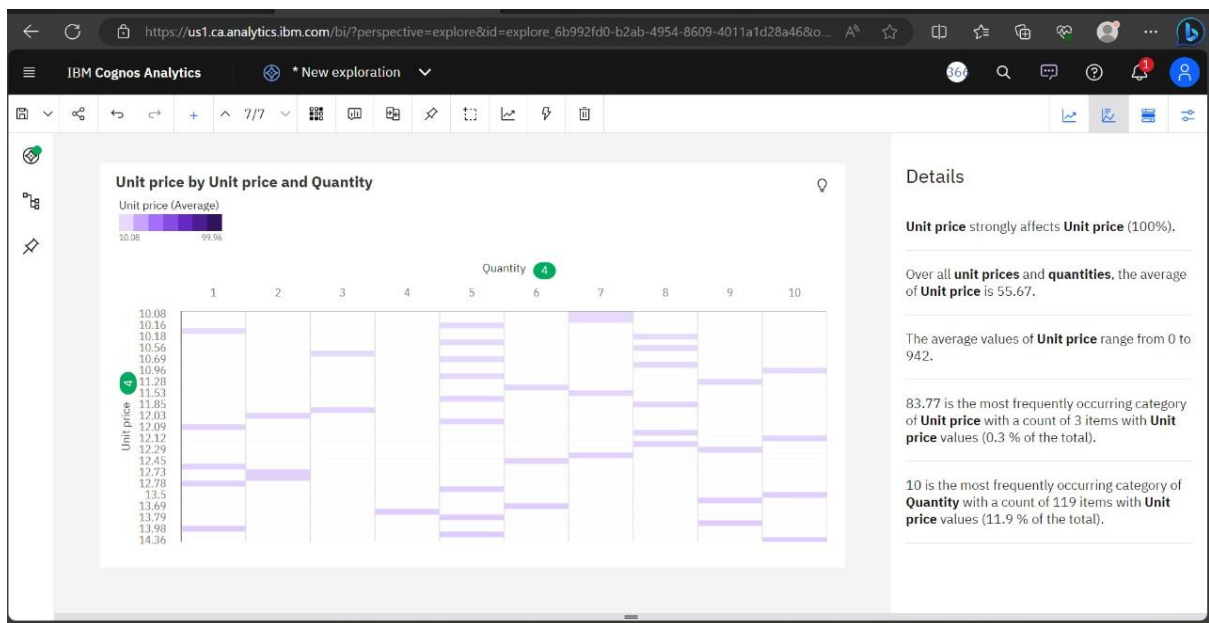 https://us1.ca.analytics.ibm.com/bi/?perspective=explore&id=explore_6b992fd0-b2ab-4954-8609-4011a1d28a46&o...
IBM Cognos Analytics
* New exploration
366
1
7/7
Unit price by Unit price and Quantity
Unit price (Average)
10.08 99.96
Quantity 4
1 2 3 4 5 6 7 8 9 10
Unit price 4
10.08
10.16
10.18
10.56
10.69
10.96
11.28
11.53
11.85
12.03
12.09
12.12
12.29
12.45
12.73
12.78
13.5
13.69
13.79
13.98
14.36
Details
Unit price strongly affects Unit price (100%).
Over all unit prices and quantities, the average
of Unit price is 55.67.
The average values of Unit price range from 0 to
942.
83.77 is the most frequently occurring category
of Unit price with a count of 3 items with Unit
price values (0.3 % of the total).
10 is the most frequently occurring category of
Quantity with a count of 119 items with Unit
price values (11.9 % of the total).